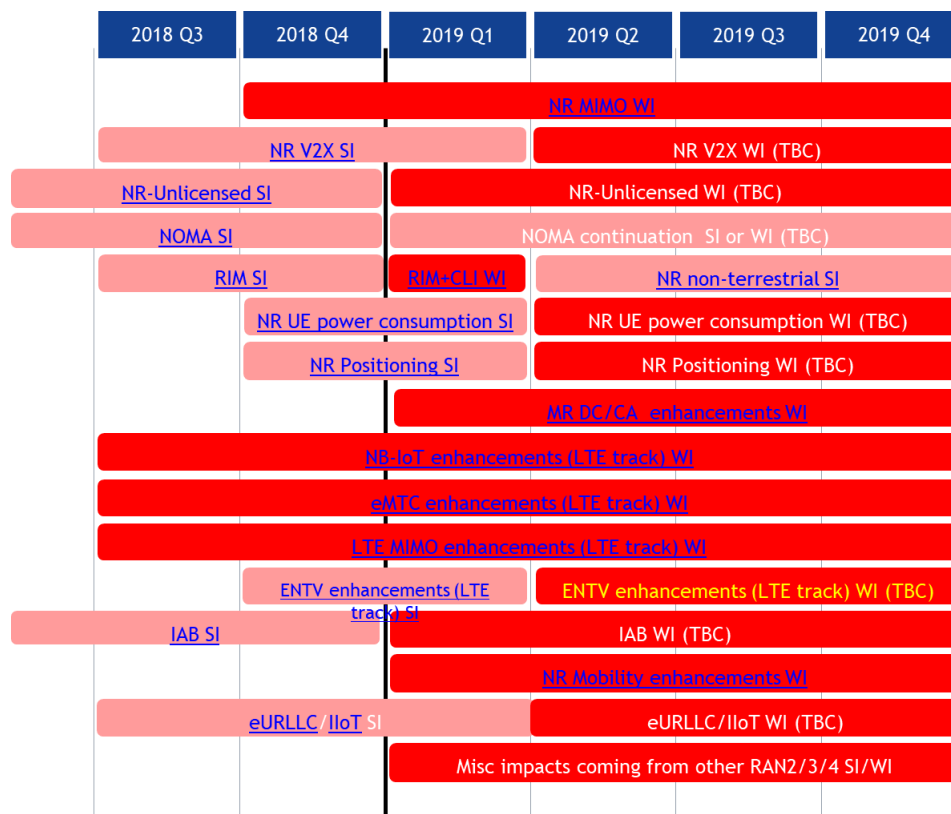 2018 Q3 2018 Q4 2019 Q1 2019 Q2 2019 Q3 2019 Q4
NR MIMO WI
NR V2X SI NR V2X WI (TBC)
NR-Unlicensed SI NR-Unlicensed WI (TBC)
NOMA SI NOMA continuation SI or WI (TBC)
RIM SI RIM+CLI WI NR non-terrestrial SI
NR UE power consumption SI NR UE power consumption WI (TBC)
NR Positioning SI NR Positioning WI (TBC)
MR DC/CA enhancements WI
NB-IoT enhancements (LTE track) WI
eMTC enhancements (LTE track) WI
LTE MIMO enhancements (LTE track) WI
ENTV enhancements (LTE
track) SI
ENTV enhancements (LTE track) WI (TBC)
IAB SI IAB WI (TBC)
NR Mobility enhancements WI
eURLLC/IIoT SI eURLLC/IIoT WI (TBC)
Misc impacts coming from other RAN2/3/4 SI/WI